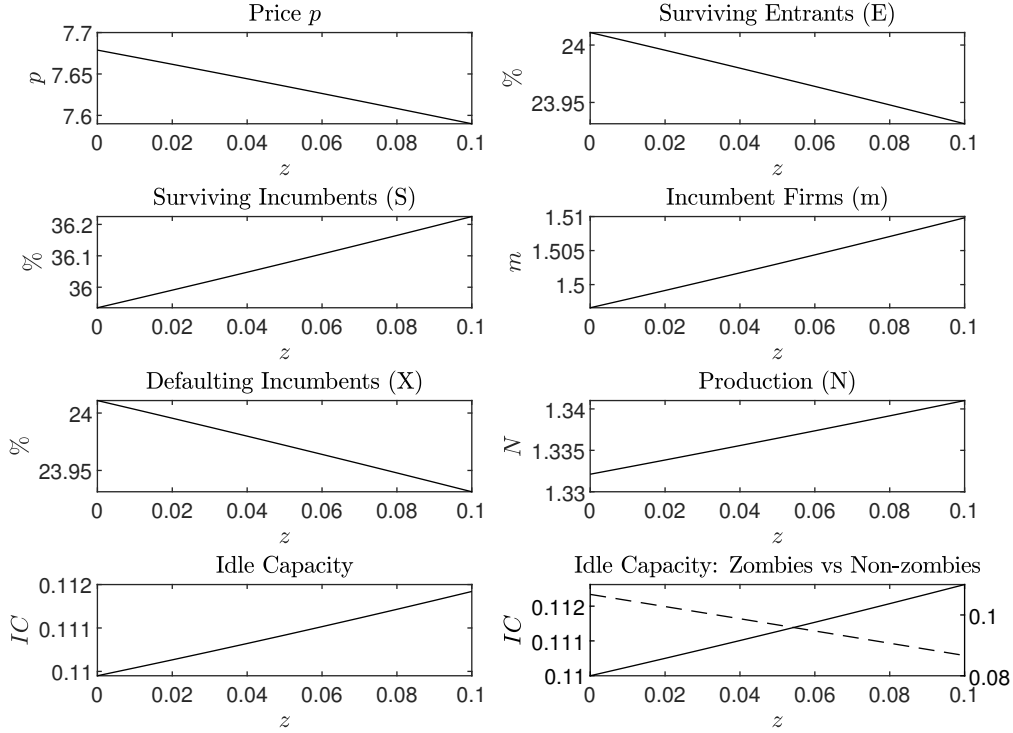 Price p
7.7
7.65
7.6
p
0 0.02 0.04 0.06 0.08 0.1
z
Surviving Entrants (E)
24
23.95
%
0 0.02 0.04 0.06 0.08 0.1
z
Surviving Incumbents (S)
36.2
36.1
36
%
0 0.02 0.04 0.06 0.08 0.1
z
Incumbent Firms (m)
1.51
1.505
1.5
m
0 0.02 0.04 0.06 0.08 0.1
z
Defaulting Incumbents (X)
24
23.95
%
0 0.02 0.04 0.06 0.08 0.1
z
Production (N)
1.34
1.335
1.33
N
0 0.02 0.04 0.06 0.08 0.1
z
Idle Capacity
0.112
0.111
0.11
IC
0 0.02 0.04 0.06 0.08 0.1
z
Idle Capacity: Zombies vs Non-zombies
0.112
0.111
0.11
IC
0.1
0.08
0 0.02 0.04 0.06 0.08 0.1
z